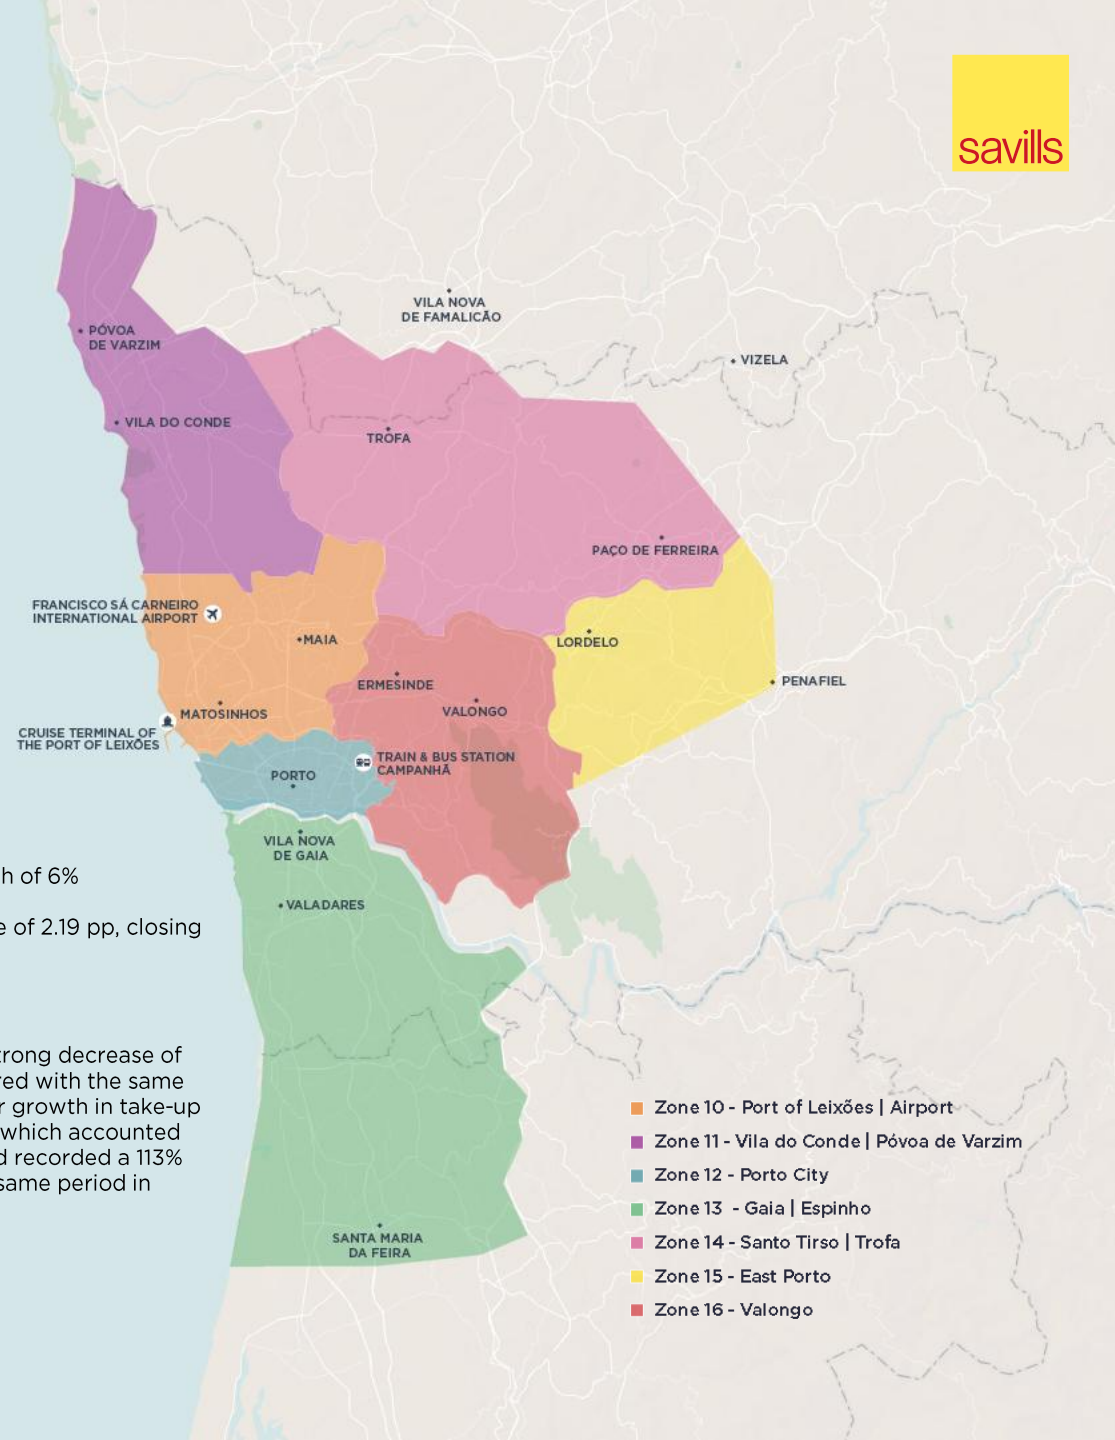 savills
VILA NOVA
DE FAMALICÃO
PÓVOA
DE VARZIM
VIZELA
VILA DO CONDE
TROFA
PAÇO DE FERREIRA
FRANCISCO SÁ CARNEIRO
INTERNATIONAL AIRPORT
MAIA
LORDELO
ERMESINDE
PENAFIEL
VALONGO
MATOSINHOS
CRUISE TERMINAL OF
THE PORT OF LEIXÕES
TRAIN & BUS STATION
CAMPANHÃ
PORTO
VILA NOVA
DE GAIA
VALADARES
h of 6%
e of 2.19 pp, closing
trong decrease of
red with the same
r growth in take-up
which accounted
d recorded a 113%
same period in
SANTA MARIA
DA FEIRA
Zone 10 - Port of Leixões | Airport
Zone 11 - Vila do Conde | Póvoa de Varzim
Zone 12 - Porto City
Zone 13 - Gaia | Espinho
Zone 14 - Santo Tirso | Trofa
Zone 15 - East Porto
Zone 16 - Valongo